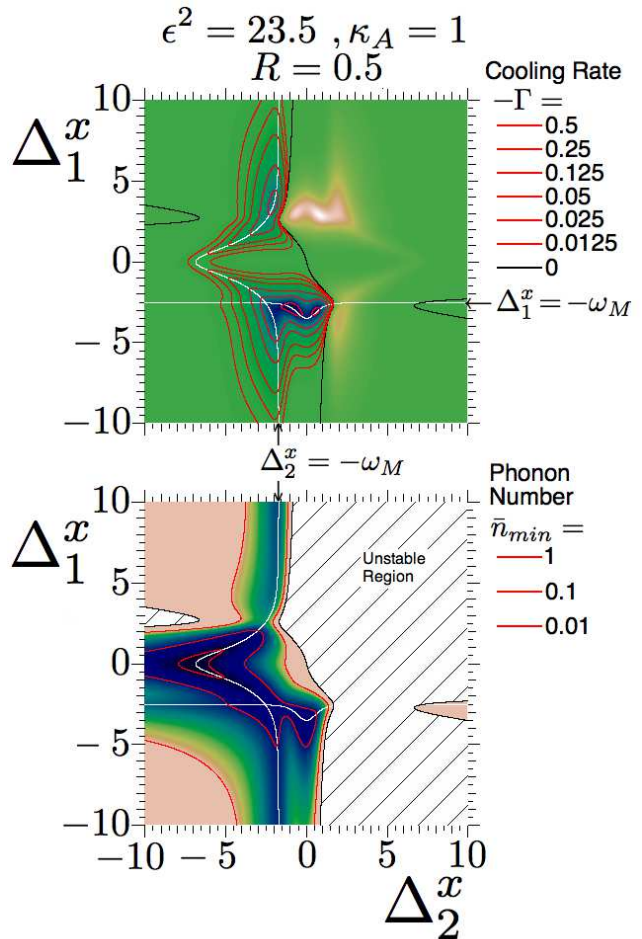 ϵ² = 23.5 , κ_A = 1
R = 0.5
Cooling Rate
−Γ =
0.5
0.25
0.125
0.05
0.025
0.0125
0
Δ₁ˣ
10
5
0
−5
−10
Δ₁ˣ = −ω_M
Δ₂ˣ = −ω_M
Phonon
Number
n̄_min =
1
0.1
0.01
Unstable
Region
Δ₁ˣ
10
5
0
−5
−10
−10 −5 0 5 10
Δ₂ˣ